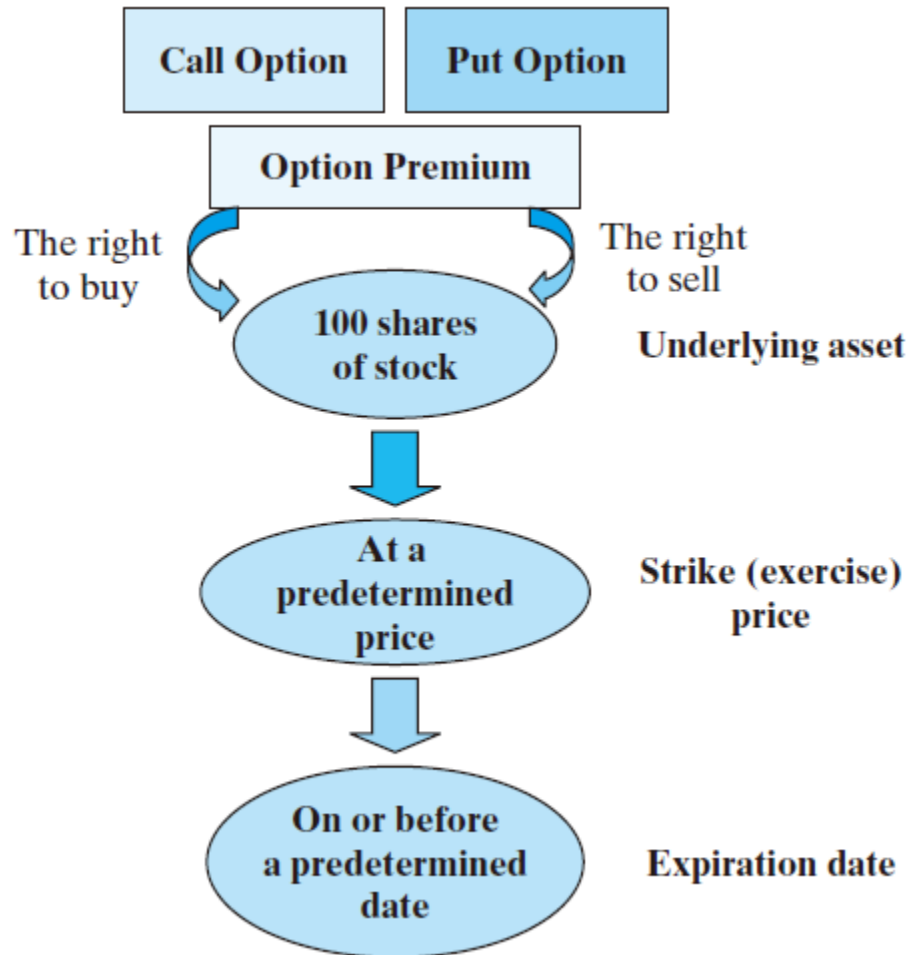 Call Option
Put Option
Option Premium
The right
to buy
The right
to sell
100 shares
of stock
Underlying asset
At a
predetermined
price
Strike (exercise)
price
On or before
a predetermined
date
Expiration date